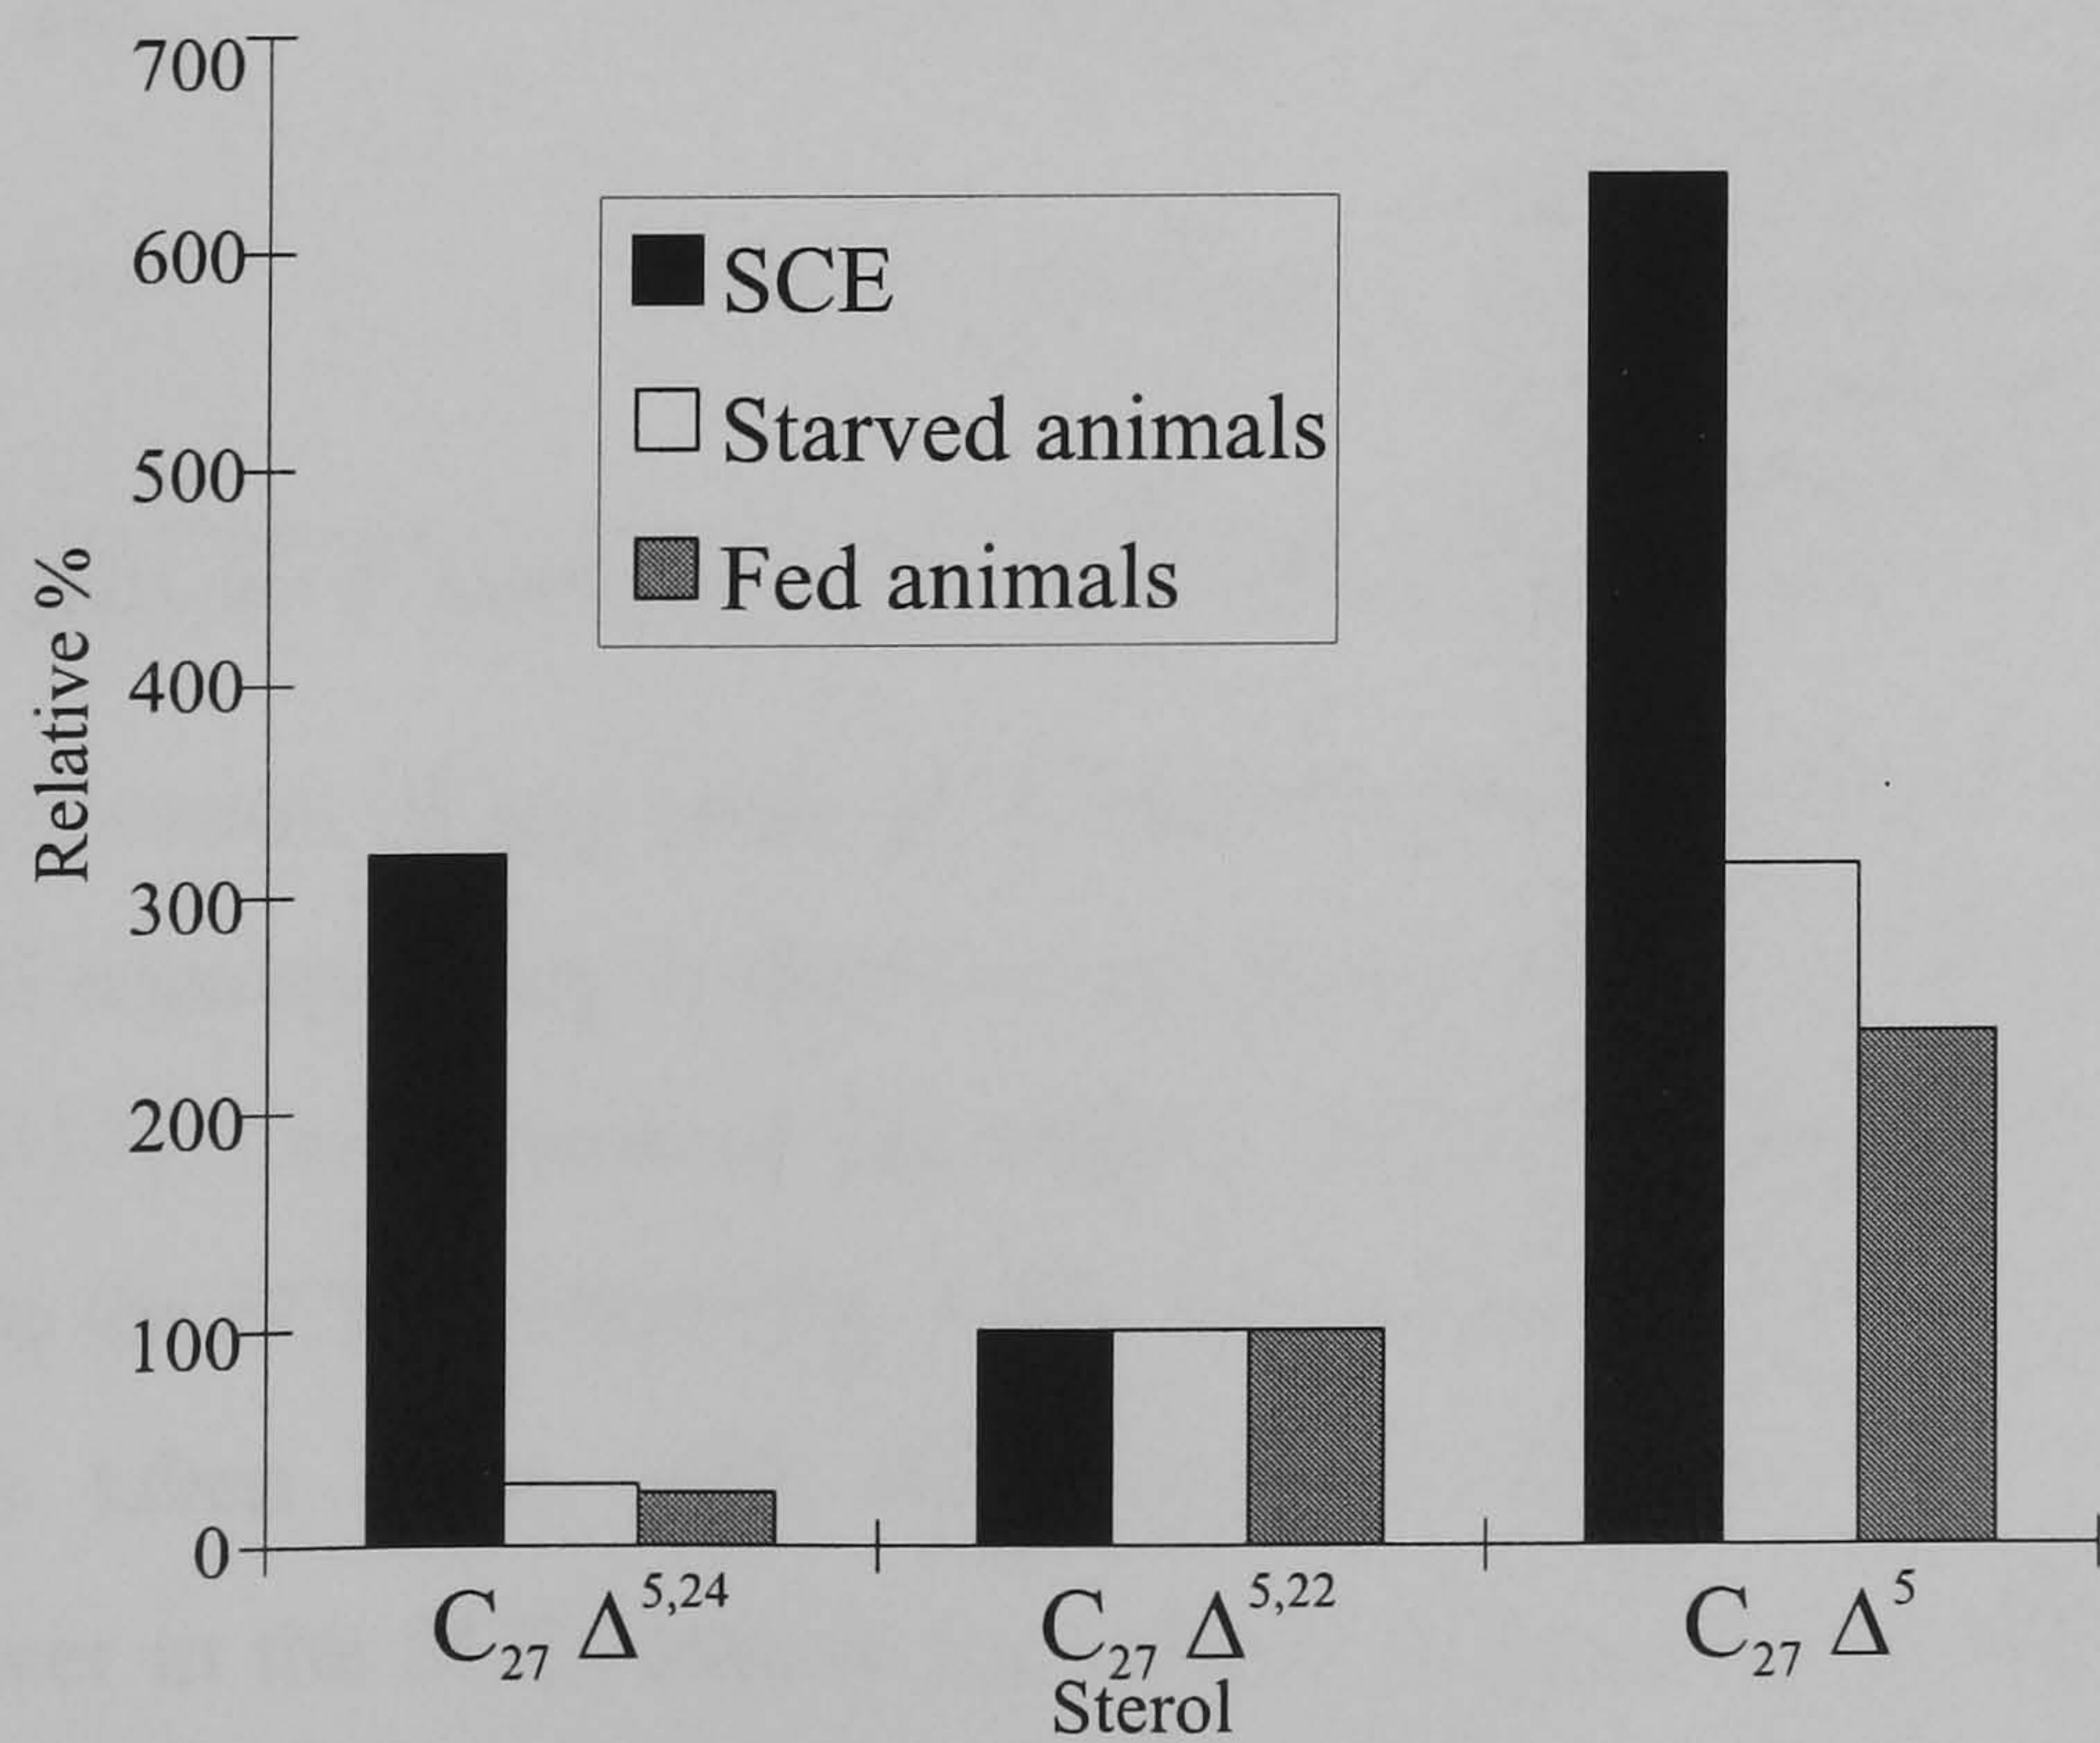 700
600
500
400
300
200
100
0
Relative %
SCE
Starved animals
Fed animals
C₂₇ Δ⁵,²⁴
C₂₇ Δ⁵,²²
C₂₇ Δ⁵
Sterol